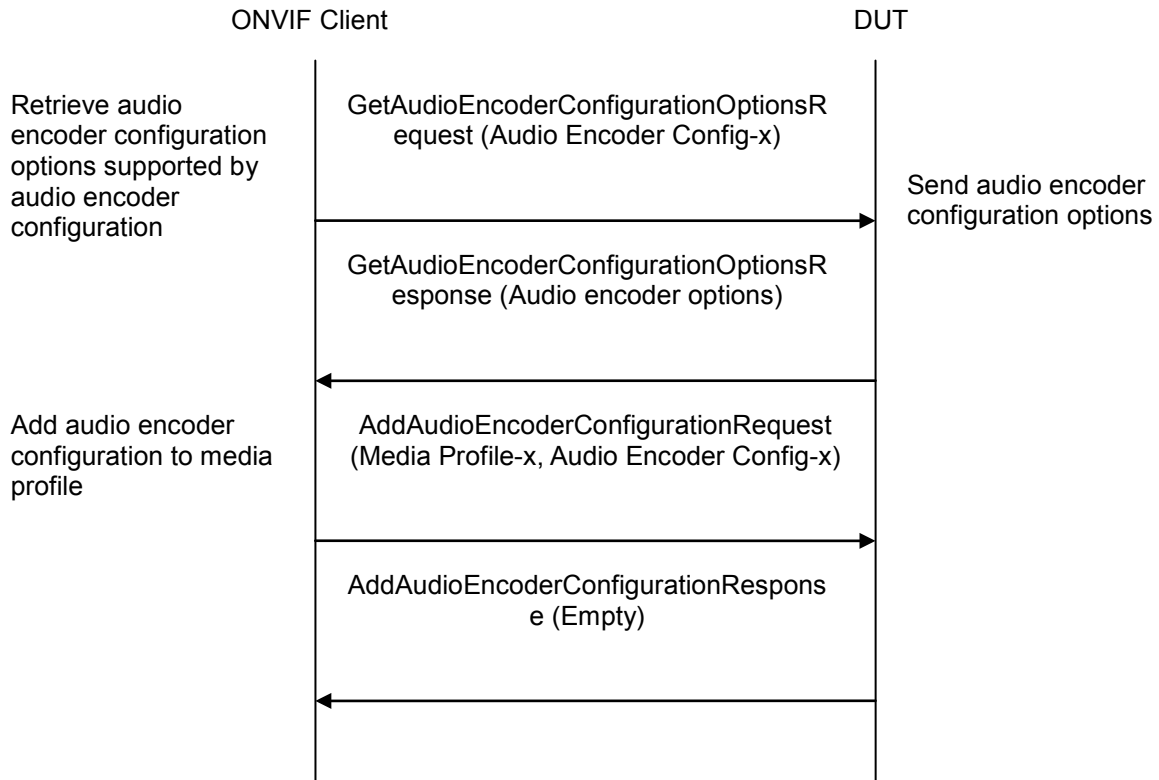 ONVIF Client
DUT
Retrieve audio
encoder configuration
options supported by
audio encoder
configuration
GetAudioEncoderConfigurationOptionsR
equest (Audio Encoder Config-x)
Send audio encoder
configuration options
GetAudioEncoderConfigurationOptionsR
esponse (Audio encoder options)
Add audio encoder
configuration to media
profile
AddAudioEncoderConfigurationRequest
(Media Profile-x, Audio Encoder Config-x)
AddAudioEncoderConfigurationRespons
e (Empty)